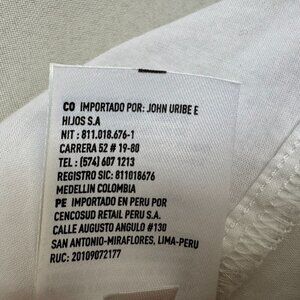 CO IMPORTADO POR: JOHN URIBE E
HIJOS S.A
NIT : 811.018.676-1
CARRERA 52 # 19-80
TEL : (574) 607 1213
REGISTRO SIC: 811018676
MEDELLIN COLOMBIA
PE IMPORTADO EN PERU POR
CENCOSUD RETAIL PERU S.A.
CALLE AUGUSTO ANGULO #130
SAN ANTONIO-MIRAFLORES, LIMA-PERU
RUC: 20109072177